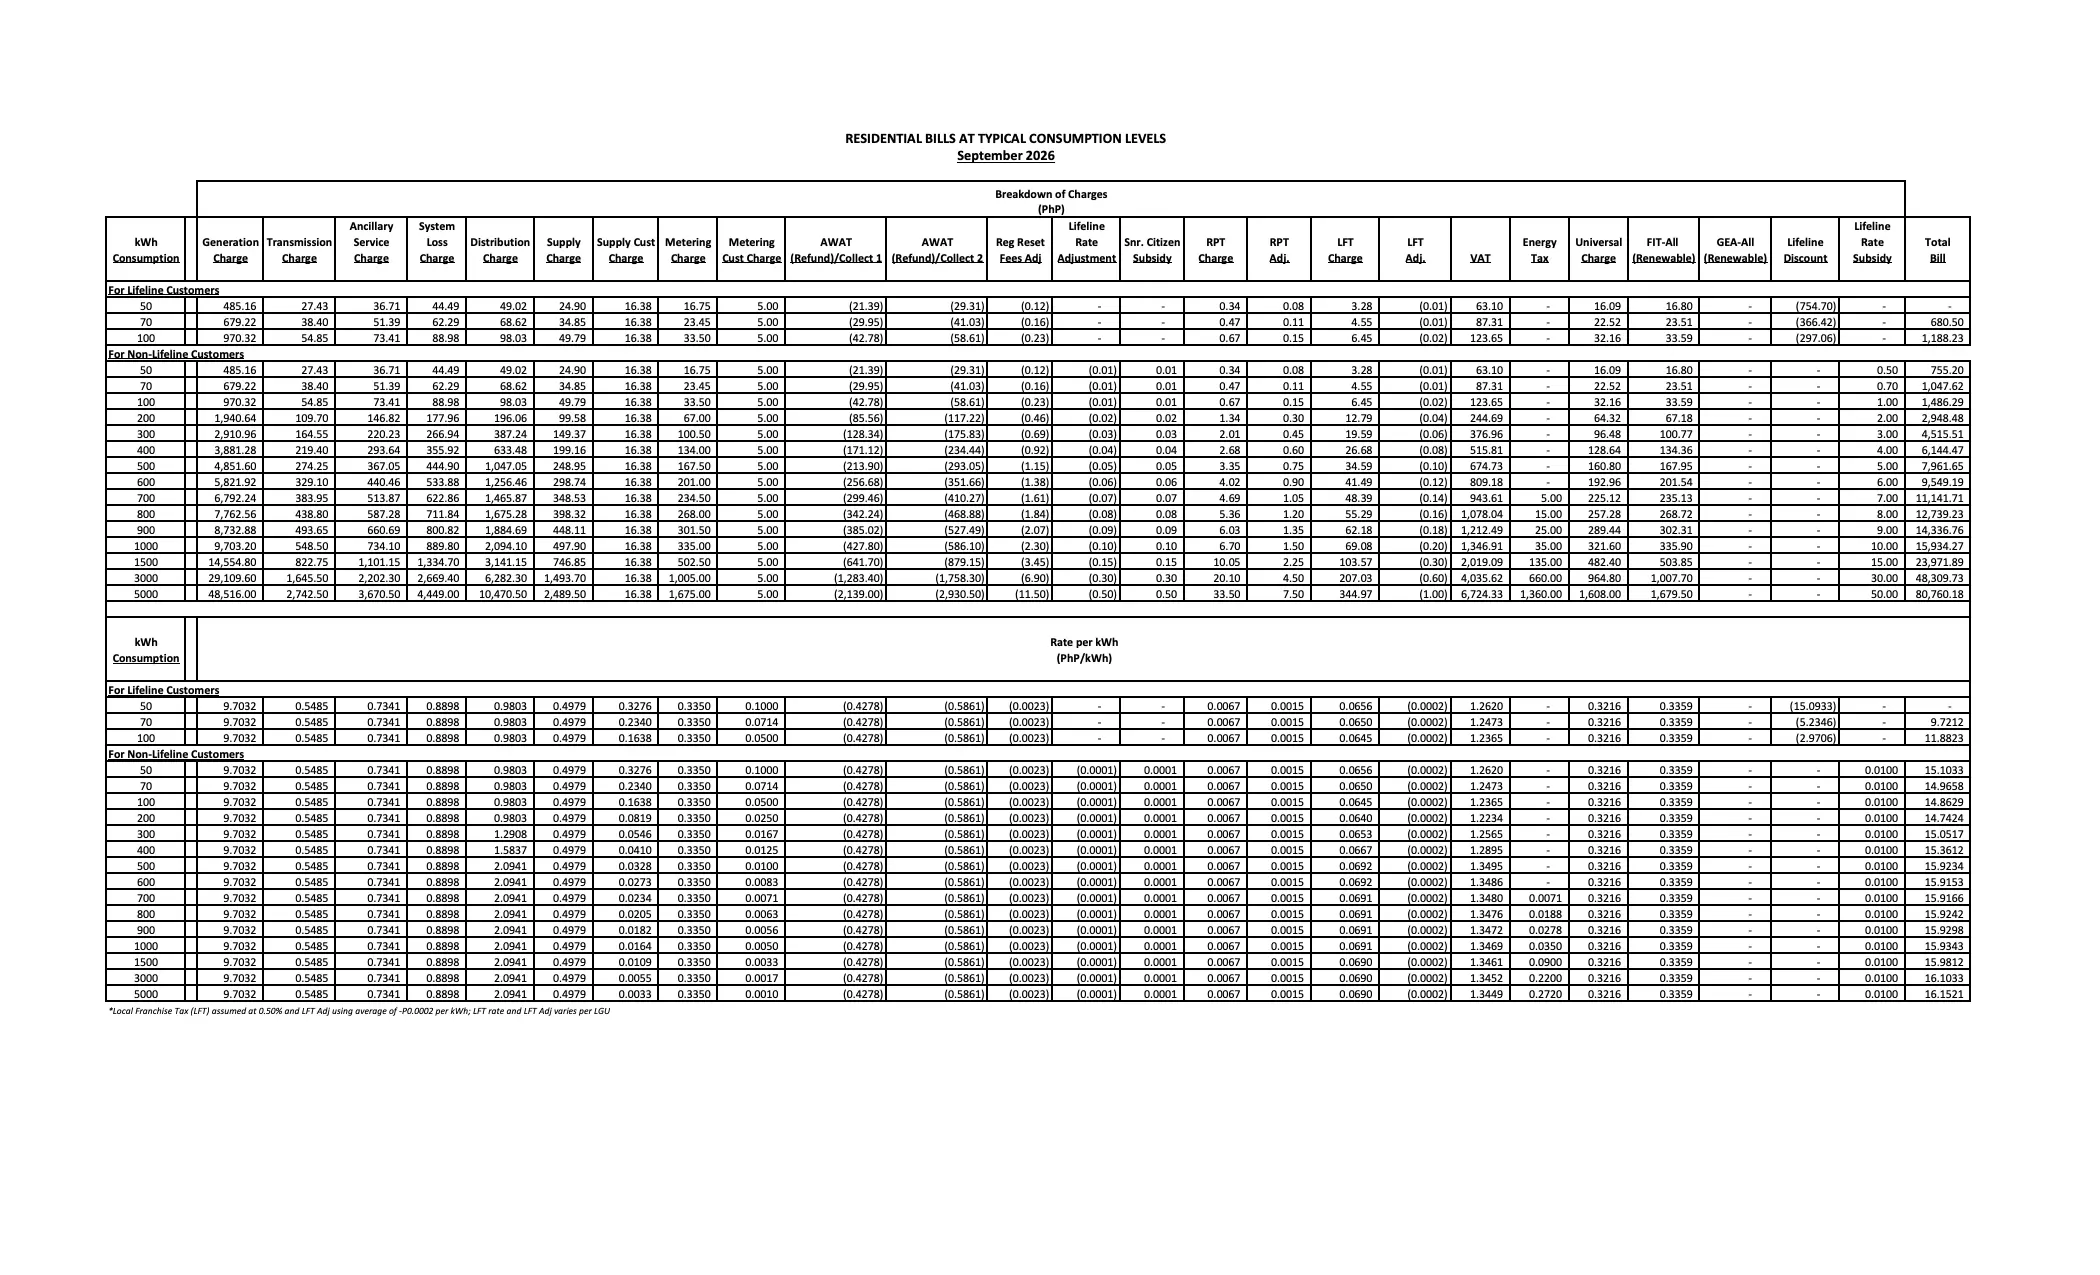 RESIDENTIAL BILLS AT TYPICAL CONSUMPTION LEVELS
September 2026
Breakdown of Charges
(PhP)
kWh Consumption Generation Charge Transmission Charge Ancillary Service Charge System Loss Charge Distribution Charge Supply Charge Supply Cust Charge Metering Charge Metering Cust Charge AWAT (Refund)/Collect 1 AWAT (Refund)/Collect 2 Reg Reset Fees Adj Lifeline Rate Adjustment Snr. Citizen Subsidy RPT Charge RPT Adj. LFT Charge LFT Adj. VAT Energy Tax Universal Charge FIT-All (Renewable) GEA-All (Renewable) Lifeline Discount Lifeline Rate Subsidy Total Bill
For Lifeline Customers
50 485.16 27.43 36.71 44.49 49.02 24.90 16.38 16.75 5.00 (21.39) (29.31) (0.12) - - 0.34 0.08 3.28 (0.01) 63.10 - 16.09 16.80 - (754.70) - -
70 679.22 38.40 51.39 62.29 68.62 34.85 16.38 23.45 5.00 (29.95) (41.03) (0.16) - - 0.47 0.11 4.55 (0.01) 87.31 - 22.52 23.51 - (366.42) - 680.50
100 970.32 54.85 73.41 88.98 98.03 49.79 16.38 33.50 5.00 (42.78) (58.61) (0.23) - - 0.67 0.15 6.45 (0.02) 123.65 - 32.16 33.59 - (297.06) - 1,188.23
For Non-Lifeline Customers
50 485.16 27.43 36.71 44.49 49.02 24.90 16.38 16.75 5.00 (21.39) (29.31) (0.12) (0.01) 0.01 0.34 0.08 3.28 (0.01) 63.10 - 16.09 16.80 - - 0.50 755.20
70 679.22 38.40 51.39 62.29 68.62 34.85 16.38 23.45 5.00 (29.95) (41.03) (0.16) (0.01) 0.01 0.47 0.11 4.55 (0.01) 87.31 - 22.52 23.51 - - 0.70 1,047.62
100 970.32 54.85 73.41 88.98 98.03 49.79 16.38 33.50 5.00 (42.78) (58.61) (0.23) (0.01) 0.01 0.67 0.15 6.45 (0.02) 123.65 - 32.16 33.59 - - 1.00 1,486.29
200 1,940.64 109.70 146.82 177.96 196.06 99.58 16.38 67.00 5.00 (85.56) (117.22) (0.46) (0.02) 0.02 1.34 0.30 12.79 (0.04) 244.69 - 64.32 67.18 - - 2.00 2,948.48
300 2,910.96 164.55 220.23 266.94 387.24 149.37 16.38 100.50 5.00 (128.34) (175.83) (0.69) (0.03) 0.03 2.01 0.45 19.59 (0.06) 376.96 - 96.48 100.77 - - 3.00 4,515.51
400 3,881.28 219.40 293.64 355.92 633.48 199.16 16.38 134.00 5.00 (171.12) (234.44) (0.92) (0.04) 0.04 2.68 0.60 26.68 (0.08) 515.81 - 128.64 134.36 - - 4.00 6,144.47
500 4,851.60 274.25 367.05 444.90 1,047.05 248.95 16.38 167.50 5.00 (213.90) (293.05) (1.15) (0.05) 0.05 3.35 0.75 34.59 (0.10) 674.73 - 160.80 167.95 - - 5.00 7,961.65
600 5,821.92 329.10 440.46 533.88 1,256.46 298.74 16.38 201.00 5.00 (256.68) (351.66) (1.38) (0.06) 0.06 4.02 0.90 41.49 (0.12) 809.18 - 192.96 201.54 - - 6.00 9,549.19
700 6,792.24 383.95 513.87 622.86 1,465.87 348.53 16.38 234.50 5.00 (299.46) (410.27) (1.61) (0.07) 0.07 4.69 1.05 48.39 (0.14) 943.61 5.00 225.12 235.13 - - 7.00 11,141.71
800 7,762.56 438.80 587.28 711.84 1,675.28 398.32 16.38 268.00 5.00 (342.24) (468.88) (1.84) (0.08) 0.08 5.36 1.20 55.29 (0.16) 1,078.04 15.00 257.28 268.72 - - 8.00 12,739.23
900 8,732.88 493.65 660.69 800.82 1,884.69 448.11 16.38 301.50 5.00 (385.02) (527.49) (2.07) (0.09) 0.09 6.03 1.35 62.18 (0.18) 1,212.49 25.00 289.44 302.31 - - 9.00 14,336.76
1000 9,703.20 548.50 734.10 889.80 2,094.10 497.90 16.38 335.00 5.00 (427.80) (586.10) (2.30) (0.10) 0.10 6.70 1.50 69.08 (0.20) 1,346.91 35.00 321.60 335.90 - - 10.00 15,934.27
1500 14,554.80 822.75 1,101.15 1,334.70 3,141.15 746.85 16.38 502.50 5.00 (641.70) (879.15) (3.45) (0.15) 0.15 10.05 2.25 103.57 (0.30) 2,019.09 135.00 482.40 503.85 - - 15.00 23,971.89
3000 29,109.60 1,645.50 2,202.30 2,669.40 6,282.30 1,493.70 16.38 1,005.00 5.00 (1,283.40) (1,758.30) (6.90) (0.30) 0.30 20.10 4.50 207.03 (0.60) 4,035.62 660.00 964.80 1,007.70 - - 30.00 48,309.73
5000 48,516.00 2,742.50 3,670.50 4,449.00 10,470.50 2,489.50 16.38 1,675.00 5.00 (2,139.00) (2,930.50) (11.50) (0.50) 0.50 33.50 7.50 344.97 (1.00) 6,724.33 1,360.00 1,608.00 1,679.50 - - 50.00 80,760.18
kWh Consumption Rate per kWh (PhP/kWh)
For Lifeline Customers
50 9.7032 0.5485 0.7341 0.8898 0.9803 0.4979 0.3276 0.3350 0.1000 (0.4278) (0.5861) (0.0023) - - 0.0067 0.0015 0.0656 (0.0002) 1.2620 - 0.3216 0.3359 - (15.0933) - -
70 9.7032 0.5485 0.7341 0.8898 0.9803 0.4979 0.2340 0.3350 0.0714 (0.4278) (0.5861) (0.0023) - - 0.0067 0.0015 0.0650 (0.0002) 1.2473 - 0.3216 0.3359 - (5.2346) - 9.7212
100 9.7032 0.5485 0.7341 0.8898 0.9803 0.4979 0.1638 0.3350 0.0500 (0.4278) (0.5861) (0.0023) - - 0.0067 0.0015 0.0645 (0.0002) 1.2365 - 0.3216 0.3359 - (2.9706) - 11.8823
For Non-Lifeline Customers
50 9.7032 0.5485 0.7341 0.8898 0.9803 0.4979 0.3276 0.3350 0.1000 (0.4278) (0.5861) (0.0023) (0.0001) 0.0001 0.0067 0.0015 0.0656 (0.0002) 1.2620 - 0.3216 0.3359 - - 0.0100 15.1033
70 9.7032 0.5485 0.7341 0.8898 0.9803 0.4979 0.2340 0.3350 0.0714 (0.4278) (0.5861) (0.0023) (0.0001) 0.0001 0.0067 0.0015 0.0650 (0.0002) 1.2473 - 0.3216 0.3359 - - 0.0100 14.9658
100 9.7032 0.5485 0.7341 0.8898 0.9803 0.4979 0.1638 0.3350 0.0500 (0.4278) (0.5861) (0.0023) (0.0001) 0.0001 0.0067 0.0015 0.0645 (0.0002) 1.2365 - 0.3216 0.3359 - - 0.0100 14.8629
200 9.7032 0.5485 0.7341 0.8898 0.9803 0.4979 0.0819 0.3350 0.0250 (0.4278) (0.5861) (0.0023) (0.0001) 0.0001 0.0067 0.0015 0.0640 (0.0002) 1.2234 - 0.3216 0.3359 - - 0.0100 14.7424
300 9.7032 0.5485 0.7341 0.8898 1.2908 0.4979 0.0546 0.3350 0.0167 (0.4278) (0.5861) (0.0023) (0.0001) 0.0001 0.0067 0.0015 0.0653 (0.0002) 1.2565 - 0.3216 0.3359 - - 0.0100 15.0517
400 9.7032 0.5485 0.7341 0.8898 1.5837 0.4979 0.0410 0.3350 0.0125 (0.4278) (0.5861) (0.0023) (0.0001) 0.0001 0.0067 0.0015 0.0667 (0.0002) 1.2895 - 0.3216 0.3359 - - 0.0100 15.3612
500 9.7032 0.5485 0.7341 0.8898 2.0941 0.4979 0.0328 0.3350 0.0100 (0.4278) (0.5861) (0.0023) (0.0001) 0.0001 0.0067 0.0015 0.0692 (0.0002) 1.3495 - 0.3216 0.3359 - - 0.0100 15.9234
600 9.7032 0.5485 0.7341 0.8898 2.0941 0.4979 0.0273 0.3350 0.0083 (0.4278) (0.5861) (0.0023) (0.0001) 0.0001 0.0067 0.0015 0.0692 (0.0002) 1.3486 - 0.3216 0.3359 - - 0.0100 15.9153
700 9.7032 0.5485 0.7341 0.8898 2.0941 0.4979 0.0234 0.3350 0.0071 (0.4278) (0.5861) (0.0023) (0.0001) 0.0001 0.0067 0.0015 0.0691 (0.0002) 1.3480 0.0071 0.3216 0.3359 - - 0.0100 15.9166
800 9.7032 0.5485 0.7341 0.8898 2.0941 0.4979 0.0205 0.3350 0.0063 (0.4278) (0.5861) (0.0023) (0.0001) 0.0001 0.0067 0.0015 0.0691 (0.0002) 1.3476 0.0188 0.3216 0.3359 - - 0.0100 15.9242
900 9.7032 0.5485 0.7341 0.8898 2.0941 0.4979 0.0182 0.3350 0.0056 (0.4278) (0.5861) (0.0023) (0.0001) 0.0001 0.0067 0.0015 0.0691 (0.0002) 1.3472 0.0278 0.3216 0.3359 - - 0.0100 15.9298
1000 9.7032 0.5485 0.7341 0.8898 2.0941 0.4979 0.0164 0.3350 0.0050 (0.4278) (0.5861) (0.0023) (0.0001) 0.0001 0.0067 0.0015 0.0691 (0.0002) 1.3469 0.0350 0.3216 0.3359 - - 0.0100 15.9343
1500 9.7032 0.5485 0.7341 0.8898 2.0941 0.4979 0.0109 0.3350 0.0033 (0.4278) (0.5861) (0.0023) (0.0001) 0.0001 0.0067 0.0015 0.0690 (0.0002) 1.3461 0.0900 0.3216 0.3359 - - 0.0100 15.9812
3000 9.7032 0.5485 0.7341 0.8898 2.0941 0.4979 0.0055 0.3350 0.0017 (0.4278) (0.5861) (0.0023) (0.0001) 0.0001 0.0067 0.0015 0.0690 (0.0002) 1.3452 0.2200 0.3216 0.3359 - - 0.0100 16.1033
5000 9.7032 0.5485 0.7341 0.8898 2.0941 0.4979 0.0033 0.3350 0.0010 (0.4278) (0.5861) (0.0023) (0.0001) 0.0001 0.0067 0.0015 0.0690 (0.0002) 1.3449 0.2720 0.3216 0.3359 - - 0.0100 16.1521
*Local Franchise Tax (LFT) assumed at 0.50% and LFT Adj using average of -P0.0002 per kWh; LFT rate and LFT Adj varies per LGU